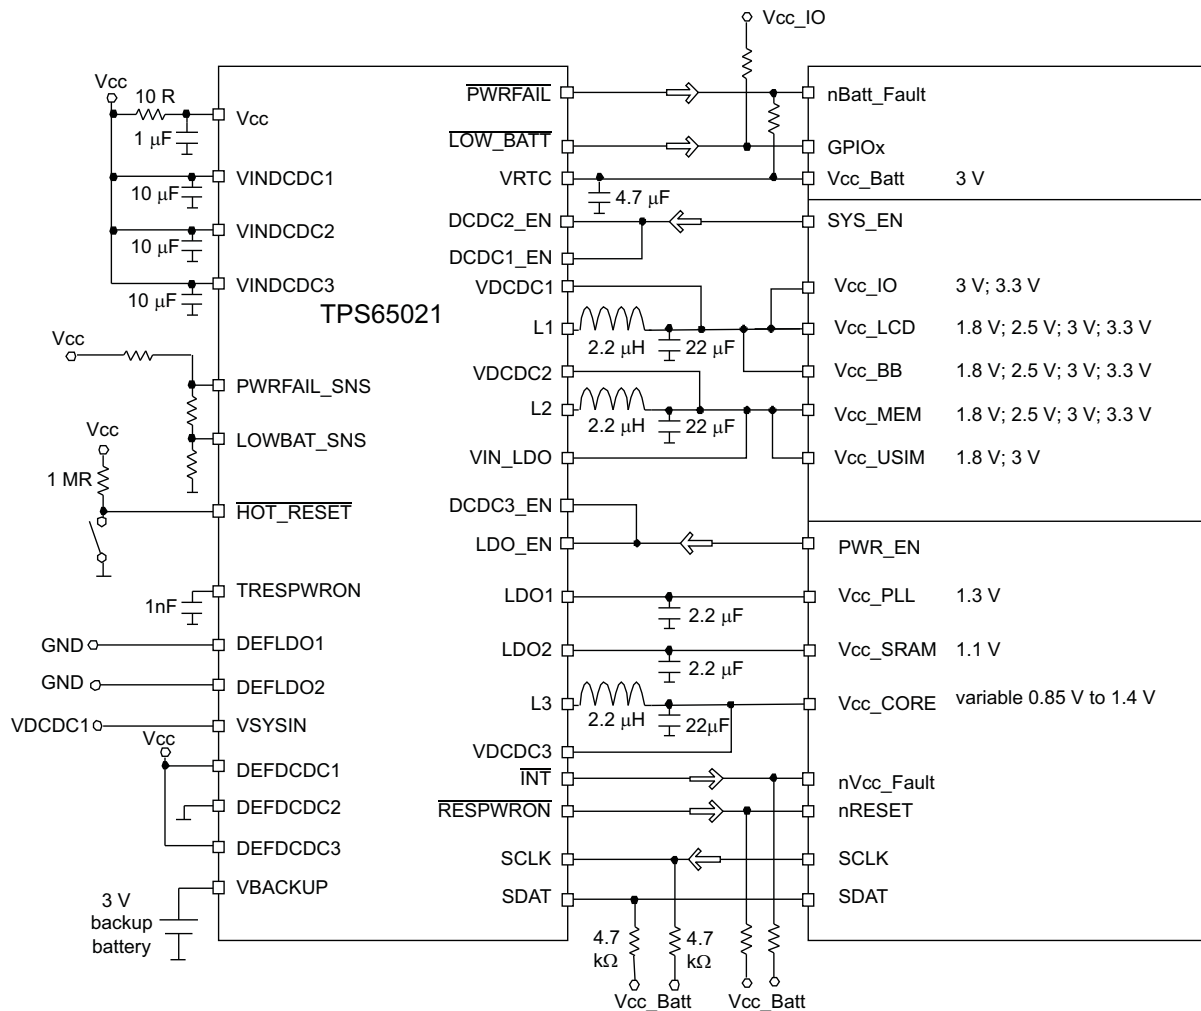 Vcc_IO
Vcc
10 R
Vcc
1 μF
VINDCDC1
10 μF
VINDCDC2
10 μF
VINDCDC3
10 μF
TPS65021
Vcc
PWRFAIL_SNS
Vcc
LOWBAT_SNS
1 MR
HOT_RESET
TRESPWRON
1nF
GND
DEFLDO1
GND
DEFLDO2
VDCDC1
VSYSIN
Vcc
DEFDCDC1
DEFDCDC2
DEFDCDC3
VBACKUP
3 V
backup
battery
PWRFAIL
LOW_BATT
VRTC
4.7 μF
DCDC2_EN
DCDC1_EN
VDCDC1
L1
2.2 μH
22 μF
VDCDC2
L2
2.2 μH
22 μF
VIN_LDO
DCDC3_EN
LDO_EN
LDO1
2.2 μF
LDO2
2.2 μF
L3
2.2 μH
22μF
VDCDC3
INT
RESPWRON
SCLK
SDAT
4.7
kΩ
4.7
kΩ
Vcc_Batt
Vcc_Batt
nBatt_Fault
GPIOx
Vcc_Batt 3 V
SYS_EN
Vcc_IO 3 V; 3.3 V
Vcc_LCD 1.8 V; 2.5 V; 3 V; 3.3 V
Vcc_BB 1.8 V; 2.5 V; 3 V; 3.3 V
Vcc_MEM 1.8 V; 2.5 V; 3 V; 3.3 V
Vcc_USIM 1.8 V; 3 V
PWR_EN
Vcc_PLL 1.3 V
Vcc_SRAM 1.1 V
Vcc_CORE variable 0.85 V to 1.4 V
nVcc_Fault
nRESET
SCLK
SDAT